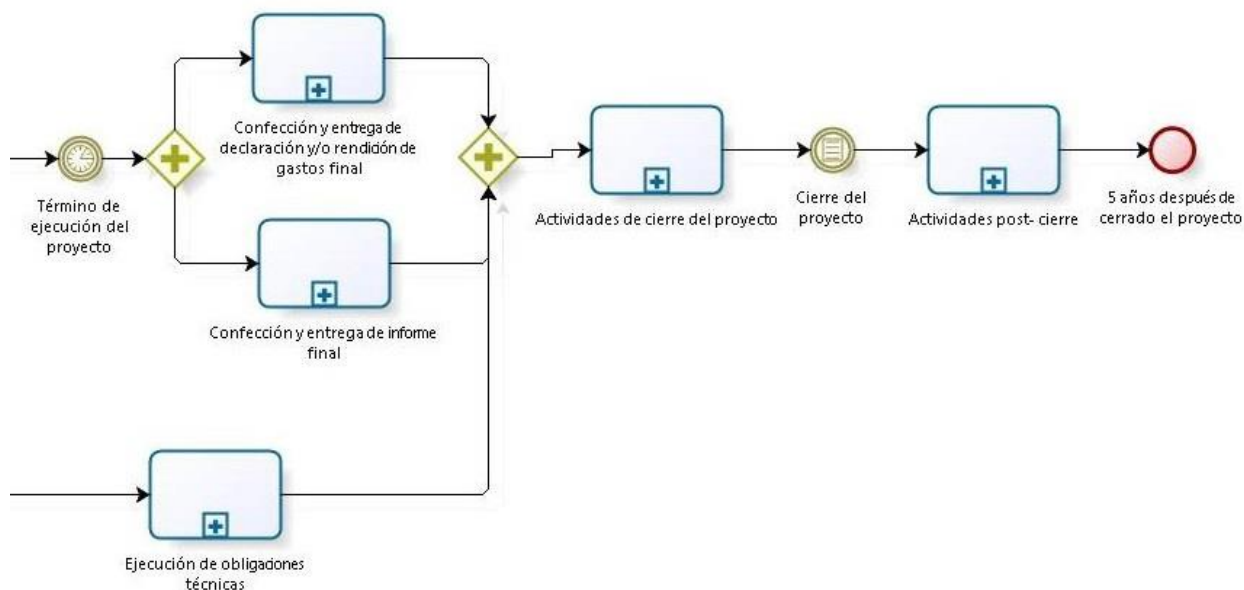 Confección y entrega de
declaración y/o rendición de
gastos final
Término de
ejecución del
proyecto
Actividades de cierre del proyecto
Cierre del
proyecto
Actividades post- cierre
5 años después de
cerrado el proyecto
Confección y entrega de informe
final
Ejecución de obligaciones
técnicas